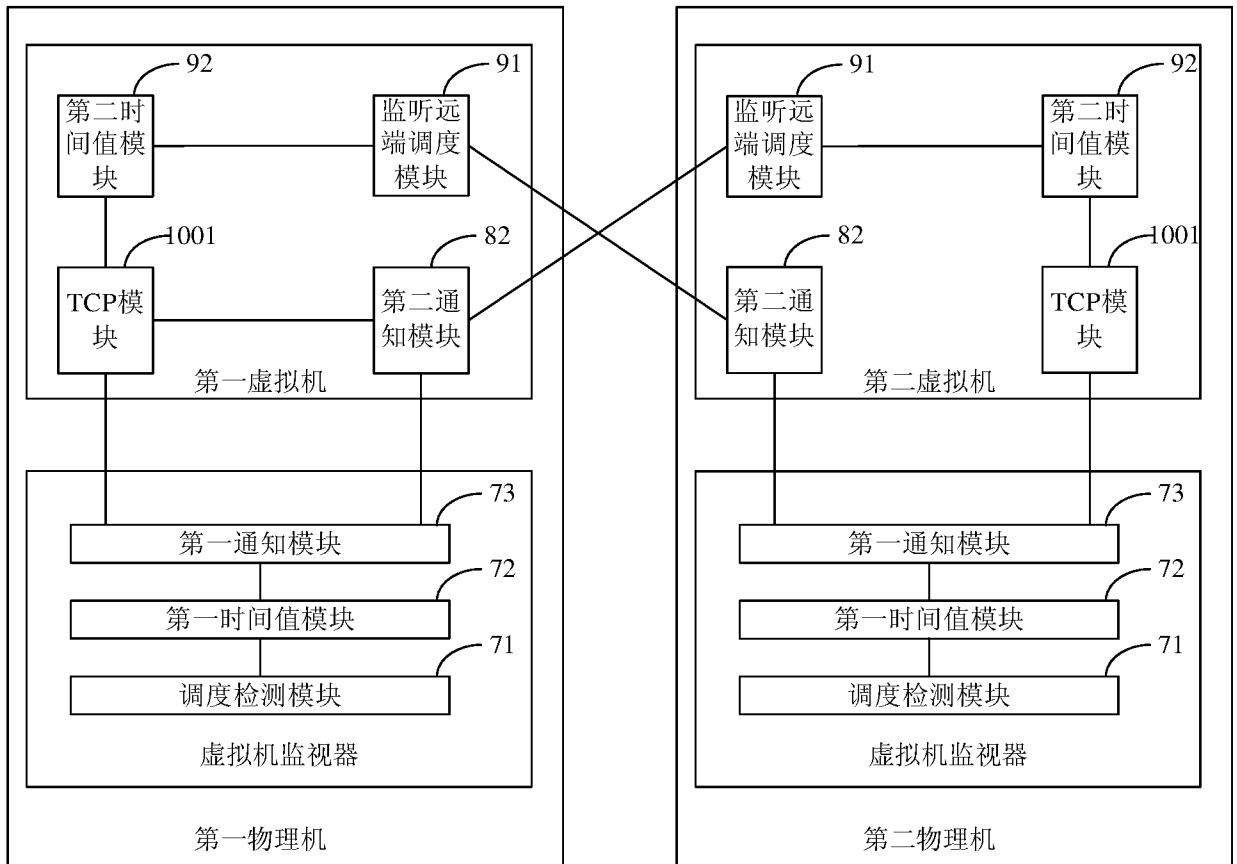 92
91
91
92
第二时
间值模
块
监听远
端调度
模块
监听远
端调度
模块
第二时
间值模
块
1001
82
82
1001
TCP模
块
第二通
知模块
第二通
知模块
TCP模
块
第一虚拟机
第二虚拟机
73
73
第一通知模块
第一通知模块
72
72
第一时间值模块
第一时间值模块
71
71
调度检测模块
调度检测模块
虚拟机监视器
虚拟机监视器
第一物理机
第二物理机